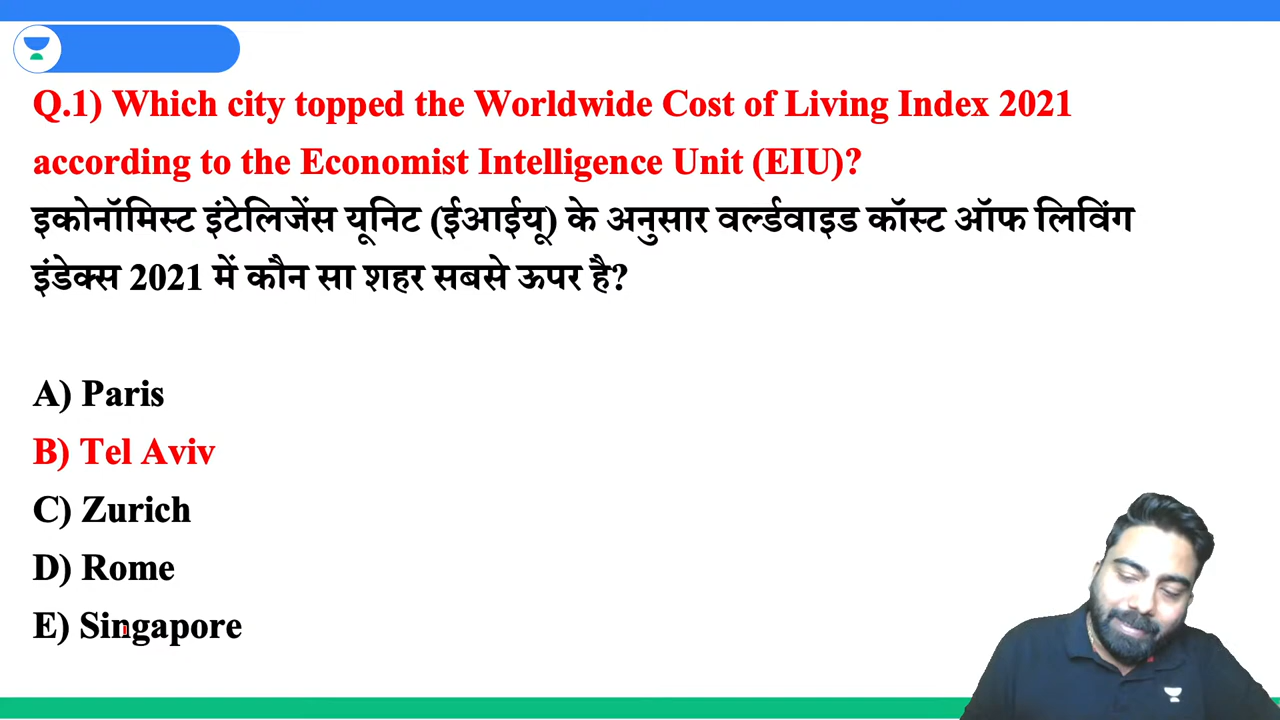 Q.1) Which city topped the Worldwide Cost of Living Index 2021
according to the Economist Intelligence Unit (EIU)?
इकोनॉमिस्ट इंटेलिजेंस यूनिट (ईआईयू) के अनुसार वर्ल्डवाइड कॉस्ट ऑफ लिविंग
इंडेक्स 2021 में कौन सा शहर सबसे ऊपर है?
A) Paris
B) Tel Aviv
C) Zurich
D) Rome
E) Singapore